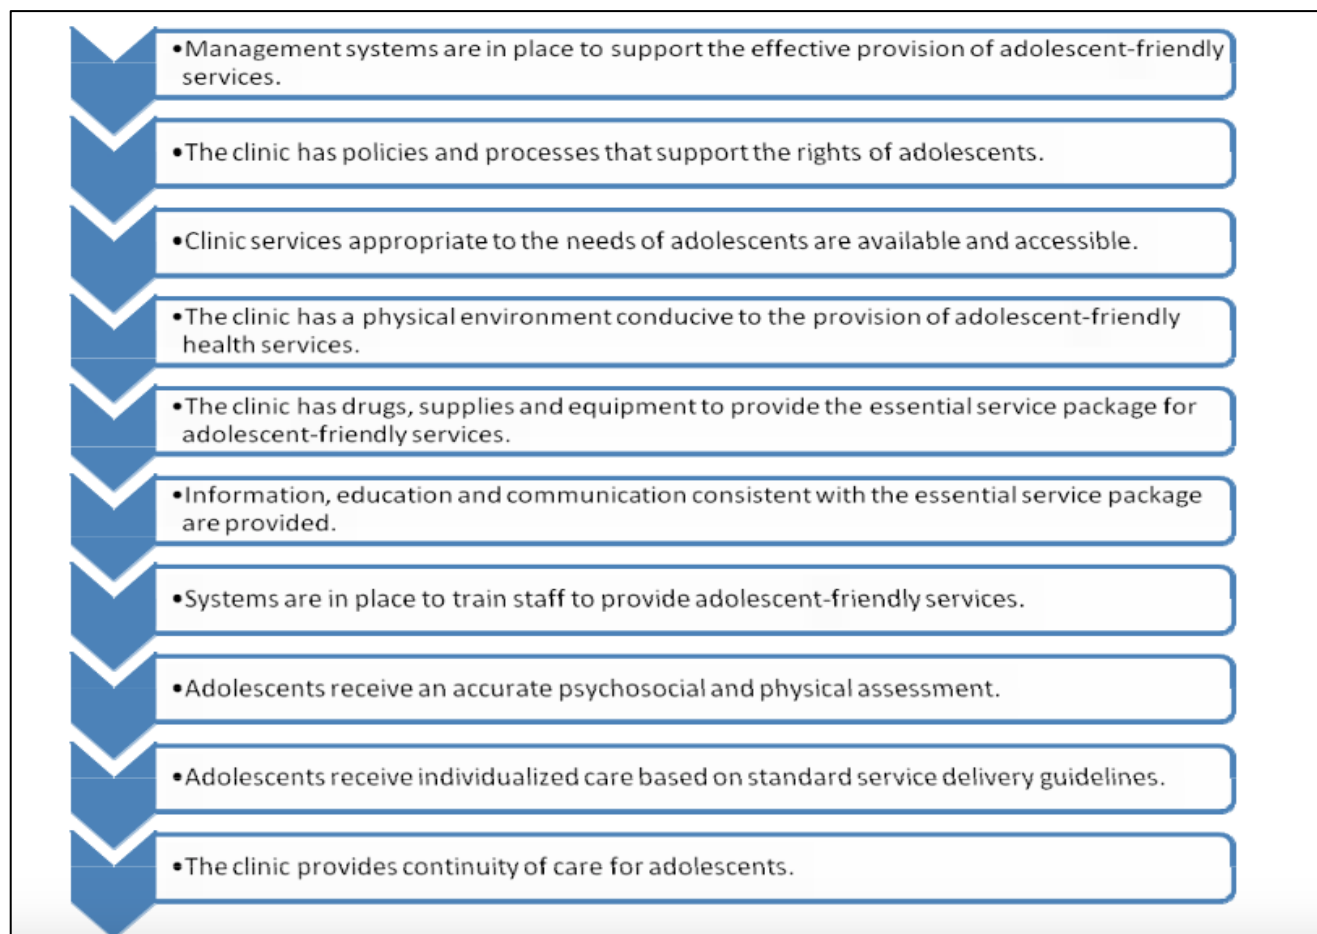 •Management systems are in place to support the effective provision of adolescent-friendly
services.
•The clinic has policies and processes that support the rights of adolescents.
•Clinic services appropriate to the needs of adolescents are available and accessible.
•The clinic has a physical environment conducive to the provision of adolescent-friendly
health services.
•The clinic has drugs, supplies and equipment to provide the essential service package for
adolescent-friendly services.
•Information, education and communication consistent with the essential service package
are provided.
•Systems are in place to train staff to provide adolescent-friendly services.
•Adolescents receive an accurate psychosocial and physical assessment.
•Adolescents receive individualized care based on standard service delivery guidelines.
•The clinic provides continuity of care for adolescents.